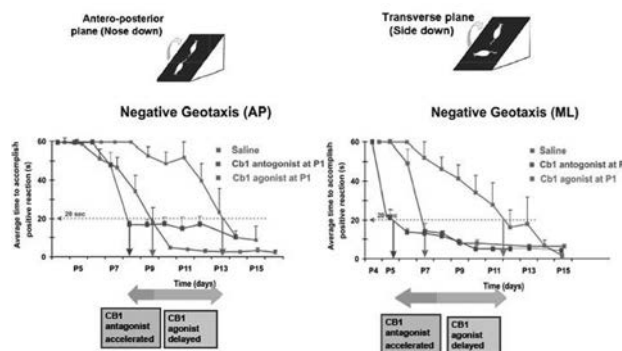 Antero-posterior
plane (Nose down)
Transverse plane
(Side down)
Negative Geotaxis (AP)
Average time to accomplish
positive reaction (s)
60
40
20
0
20 sec
Saline
Cb1 antogonist at P1
Cb1 agonist at P1
P5 P7 P9 P11 P13 P15
Time (days)
CB1
antagonist
accelerated
CB1
agonist
delayed
Negative Geotaxis (ML)
Average time to accomplish
positive reaction (s)
60
40
20
0
Saline
Cb1 antagonist at P
Cb1 agonist at P1
P4 P5 P7 P9 P11 P13 P15
Time (days)
CB1
antagonist
accelerated
CB1
agonist
delayed